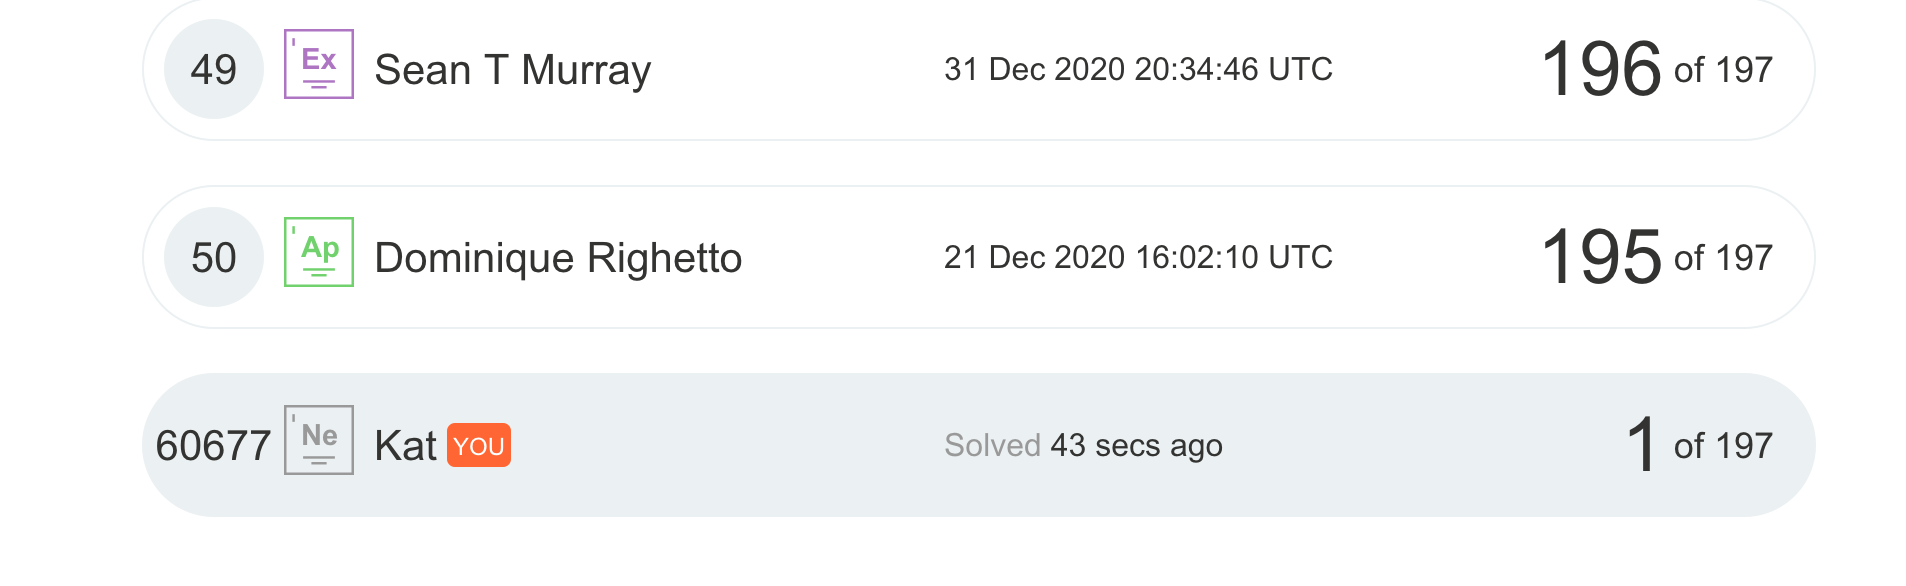 49 Ex Sean T Murray 31 Dec 2020 20:34:46 UTC 196 of 197
50 Ap Dominique Righetto 21 Dec 2020 16:02:10 UTC 195 of 197
60677 Ne Kat YOU Solved 43 secs ago 1 of 197